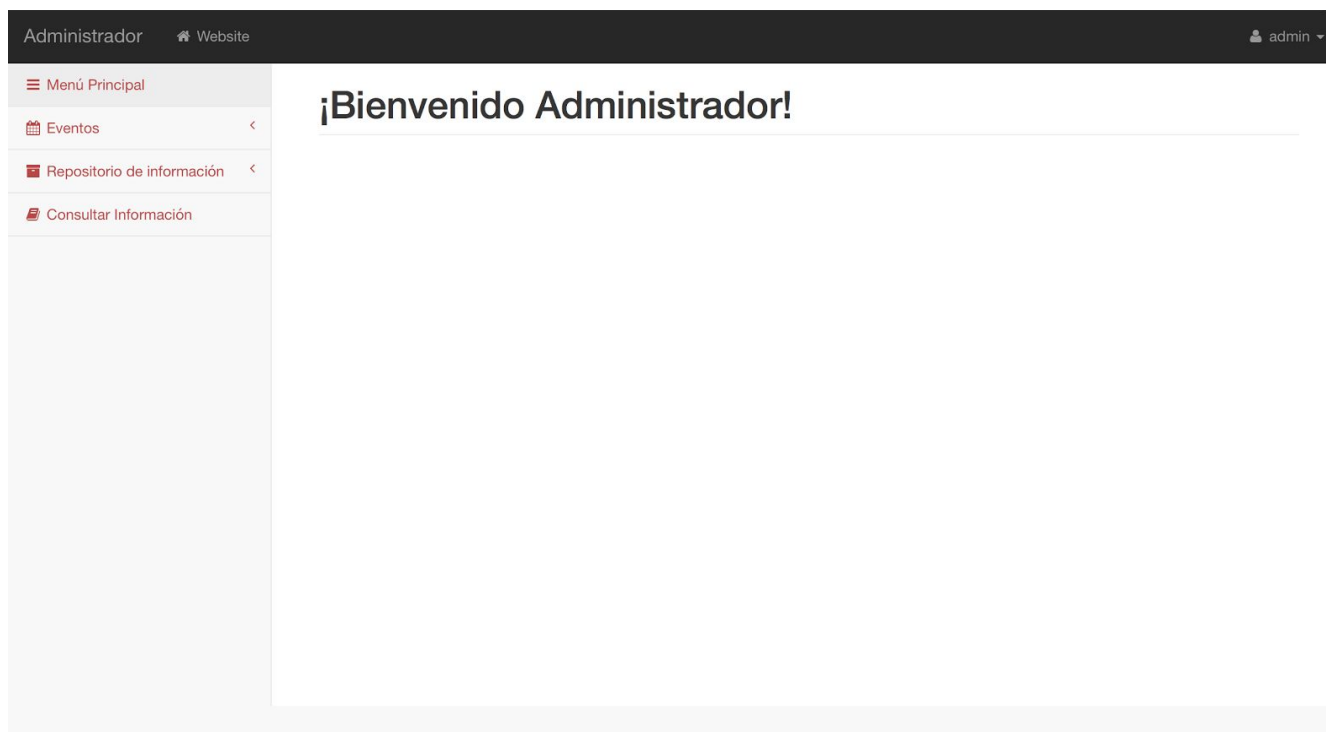 Administrador Website admin
Menú Principal
¡Bienvenido Administrador!
Eventos
Repositorio de información
Consultar Información